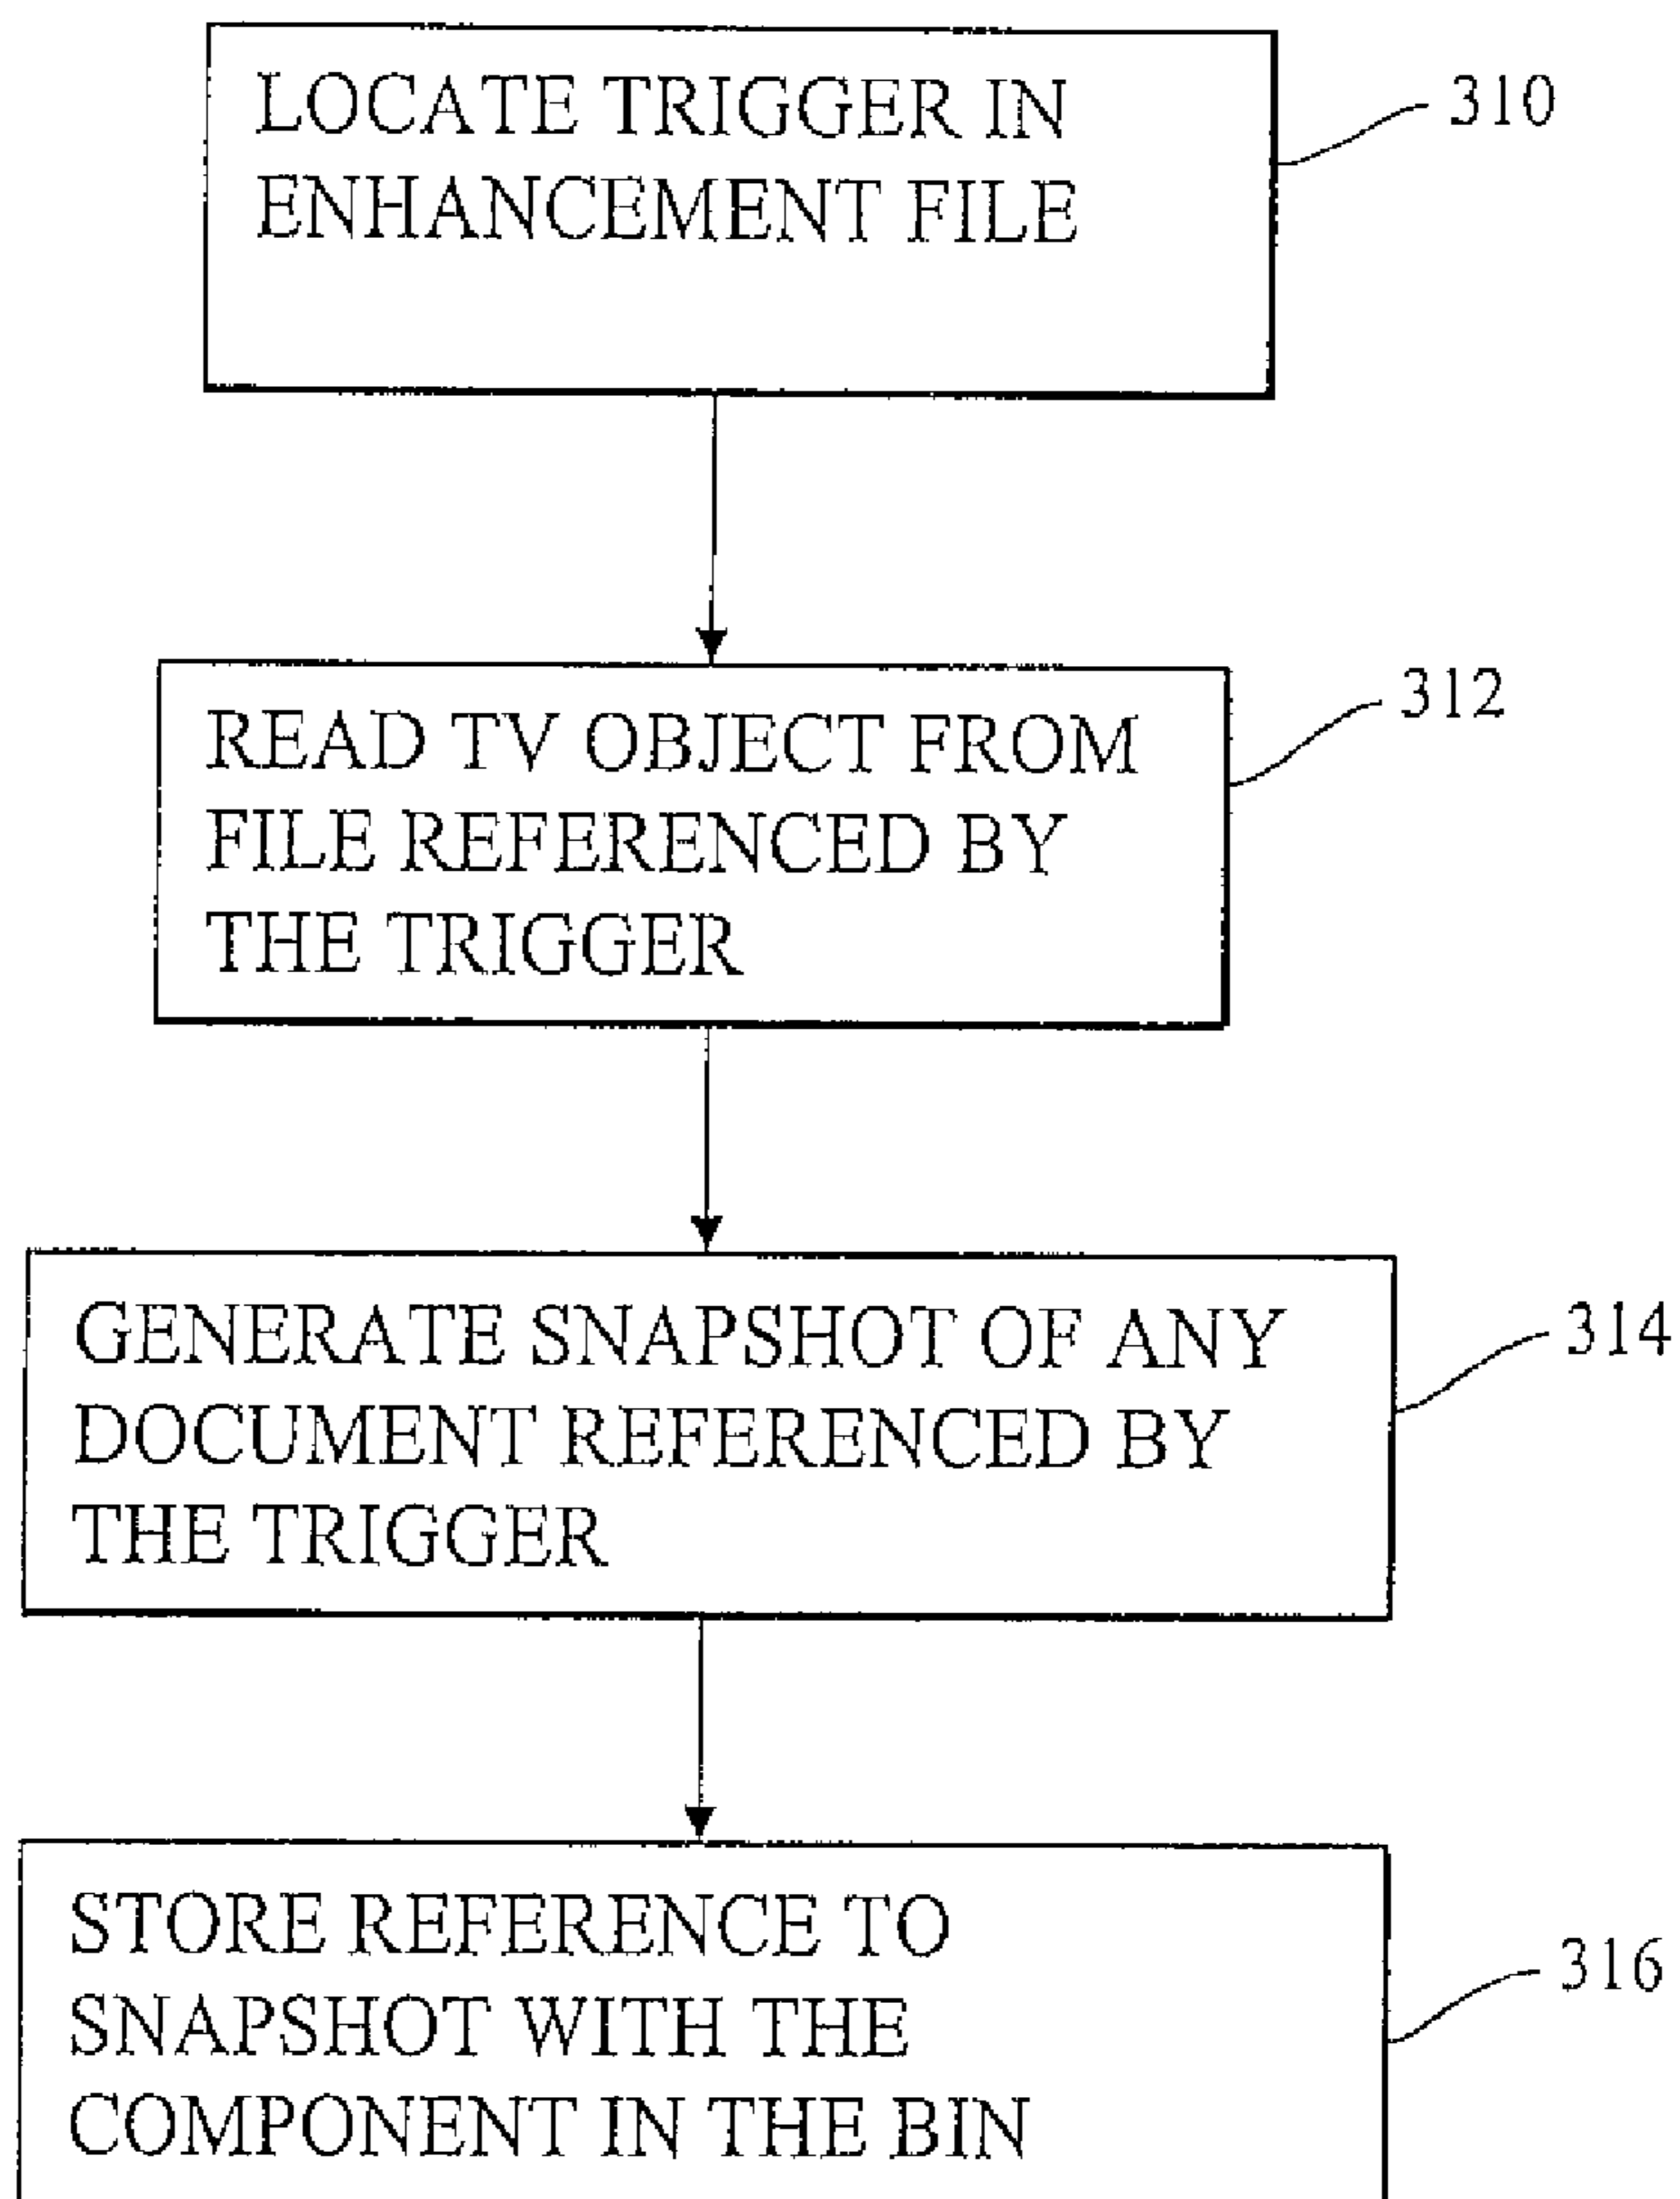 LOCATE TRIGGER IN
ENHANCEMENT FILE
310
READ TV OBJECT FROM
FILE REFERENCED BY
THE TRIGGER
312
GENERATE SNAPSHOT OF ANY
DOCUMENT REFERENCED BY
THE TRIGGER
314
STORE REFERENCE TO
SNAPSHOT WITH THE
COMPONENT IN THE BIN
316